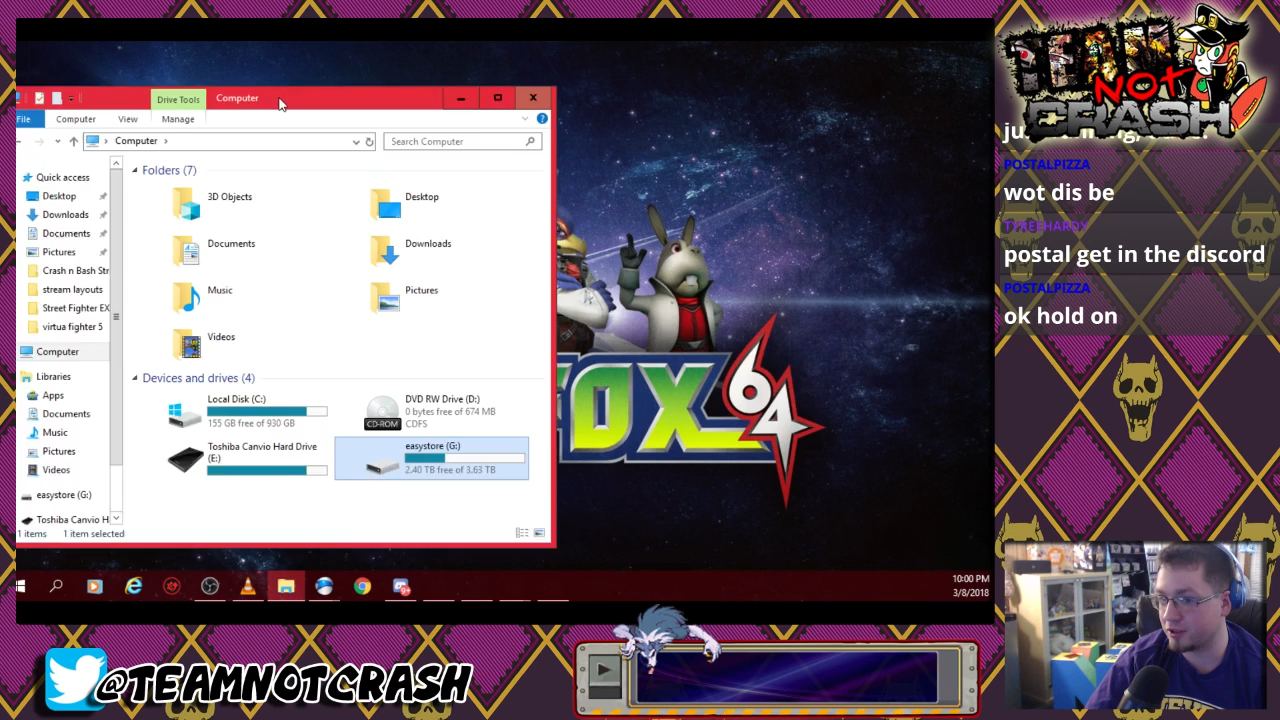 Drive Tools
Computer
File
Computer
View
Manage
Computer
Search Computer
Quick access
Desktop
Downloads
Documents
Pictures
Crash n Bash Str
stream layouts
Street Fighter EX
virtua fighter 5
Computer
Libraries
Apps
Documents
Music
Pictures
Videos
easystore (G:)
Toshiba Canvio H
1 items 1 item selected
Folders (7)
3D Objects
Desktop
Documents
Downloads
Music
Pictures
Videos
Devices and drives (4)
Local Disk (C:)
155 GB free of 930 GB
DVD RW Drive (D:)
0 bytes free of 674 MB
CDFS
CD-ROM
Toshiba Canvio Hard Drive
(E:)
easystore (G:)
2.40 TB free of 3.63 TB
FOX 64
9+
10:00 PM
3/8/2018
TEAM
NOT
CRASH
POSTALPIZZA
wot dis be
TYREEHARDY
postal get in the discord
POSTALPIZZA
ok hold on
@TEAMNOTCRASH